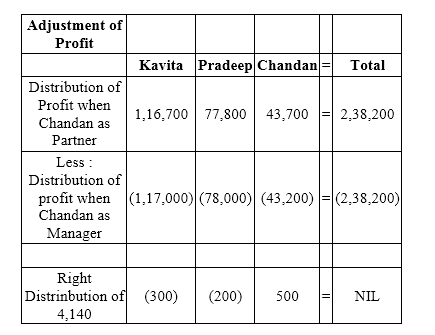 Adjustment of
Profit
Kavita Pradeep Chandan = Total
Distribution of
Profit when
Chandan as
Partner
1,16,700 77,800 43,700 = 2,38,200
Less :
Distribution of
profit when
Chandan as
Manager
(1,17,000) (78,000) (43,200) = (2,38,200)
Right
Distrinbution of
4,140
(300) (200) 500 = NIL